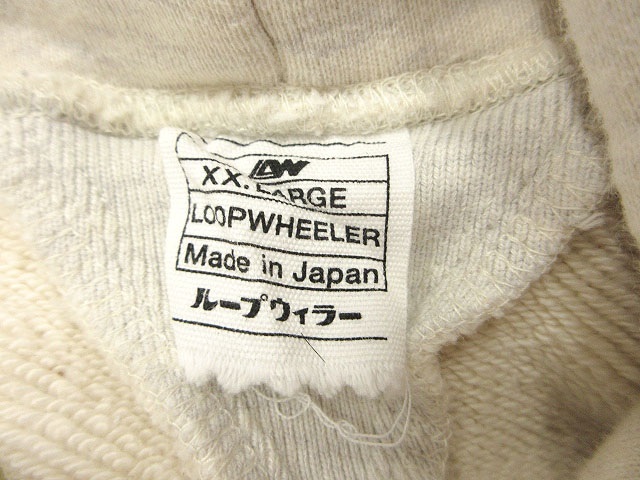 LW
XX.LARGE
LOOPWHEELER
Made in Japan
ループウィラー